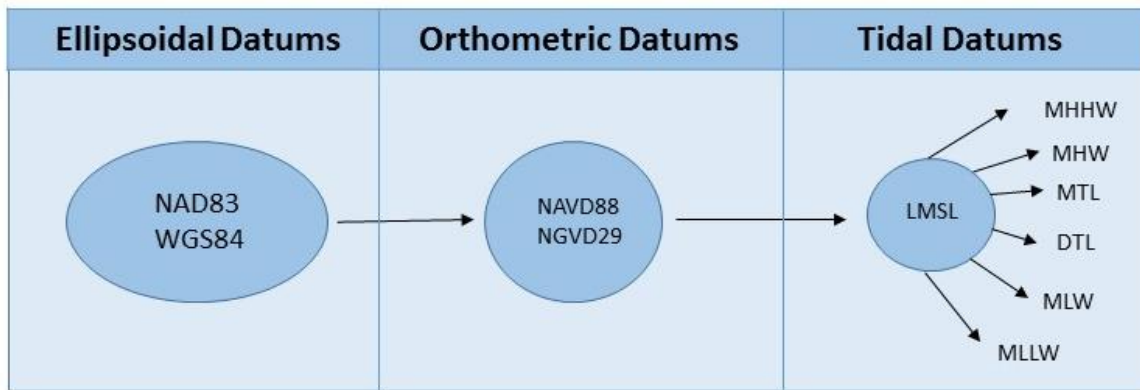 Ellipsoidal Datums
Orthometric Datums
Tidal Datums
NAD83
WGS84
NAVD88
NGVD29
LMSL
MHHW
MHW
MTL
DTL
MLW
MLLW